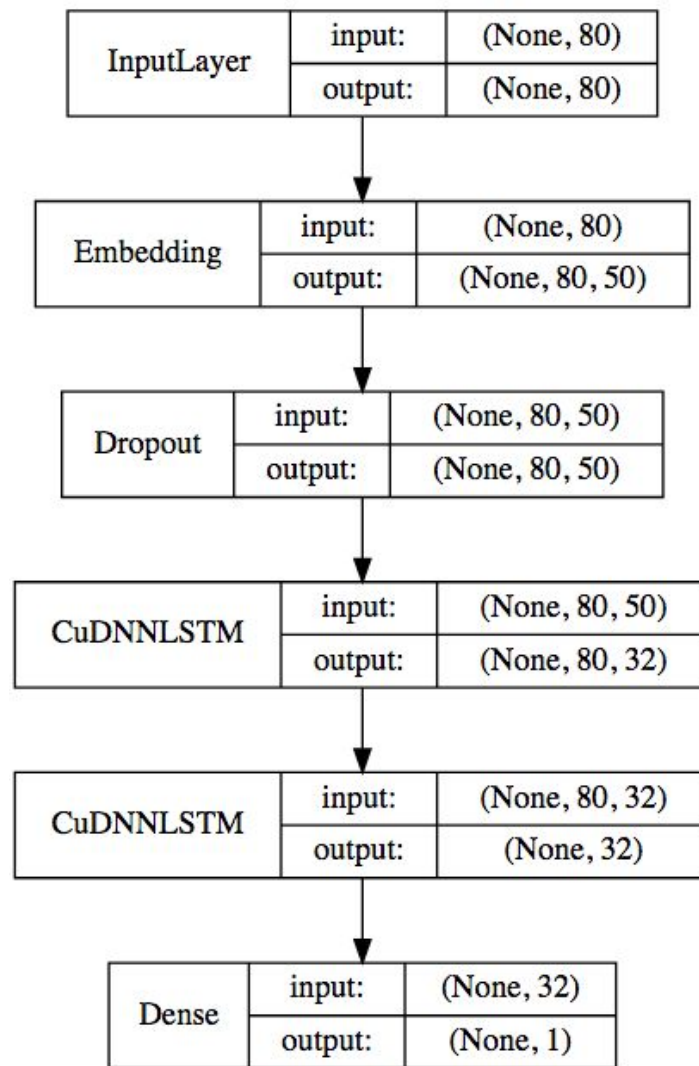 InputLayer
input: (None, 80)
output: (None, 80)
Embedding
input: (None, 80)
output: (None, 80, 50)
Dropout
input: (None, 80, 50)
output: (None, 80, 50)
CuDNNLSTM
input: (None, 80, 50)
output: (None, 80, 32)
CuDNNLSTM
input: (None, 80, 32)
output: (None, 32)
Dense
input: (None, 32)
output: (None, 1)